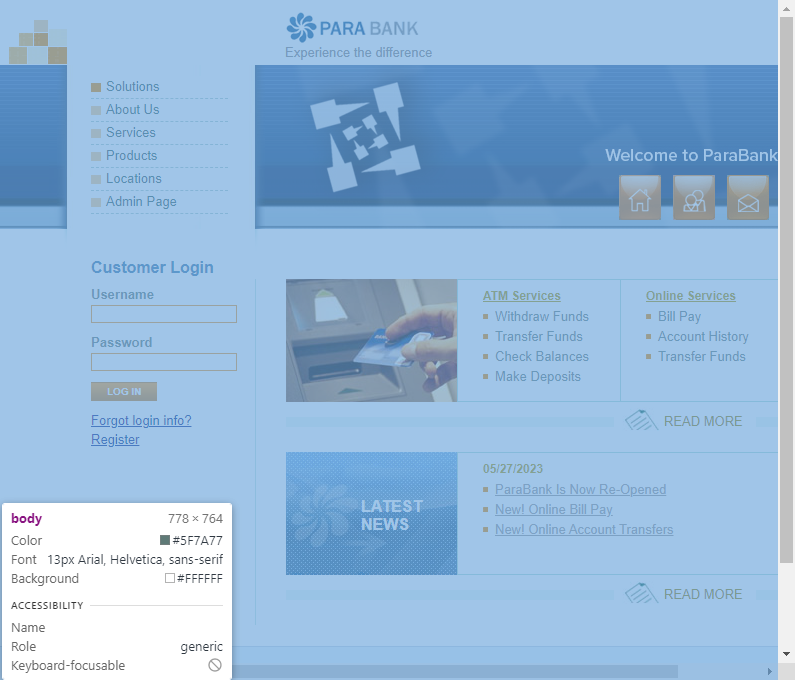 PARA BANK
Experience the difference
Solutions
About Us
Services
Products
Locations
Admin Page
Welcome to ParaBank
Customer Login
Username
Password
LOG IN
Forgot login info?
Register
ATM Services
Withdraw Funds
Transfer Funds
Check Balances
Make Deposits
Online Services
Bill Pay
Account History
Transfer Funds
READ MORE
LATEST
NEWS
05/27/2023
ParaBank Is Now Re-Opened
New! Online Bill Pay
New! Online Account Transfers
READ MORE
body 778 × 764
Color #5F7A77
Font 13px Arial, Helvetica, sans-serif
Background #FFFFFF
ACCESSIBILITY
Name
Role generic
Keyboard-focusable